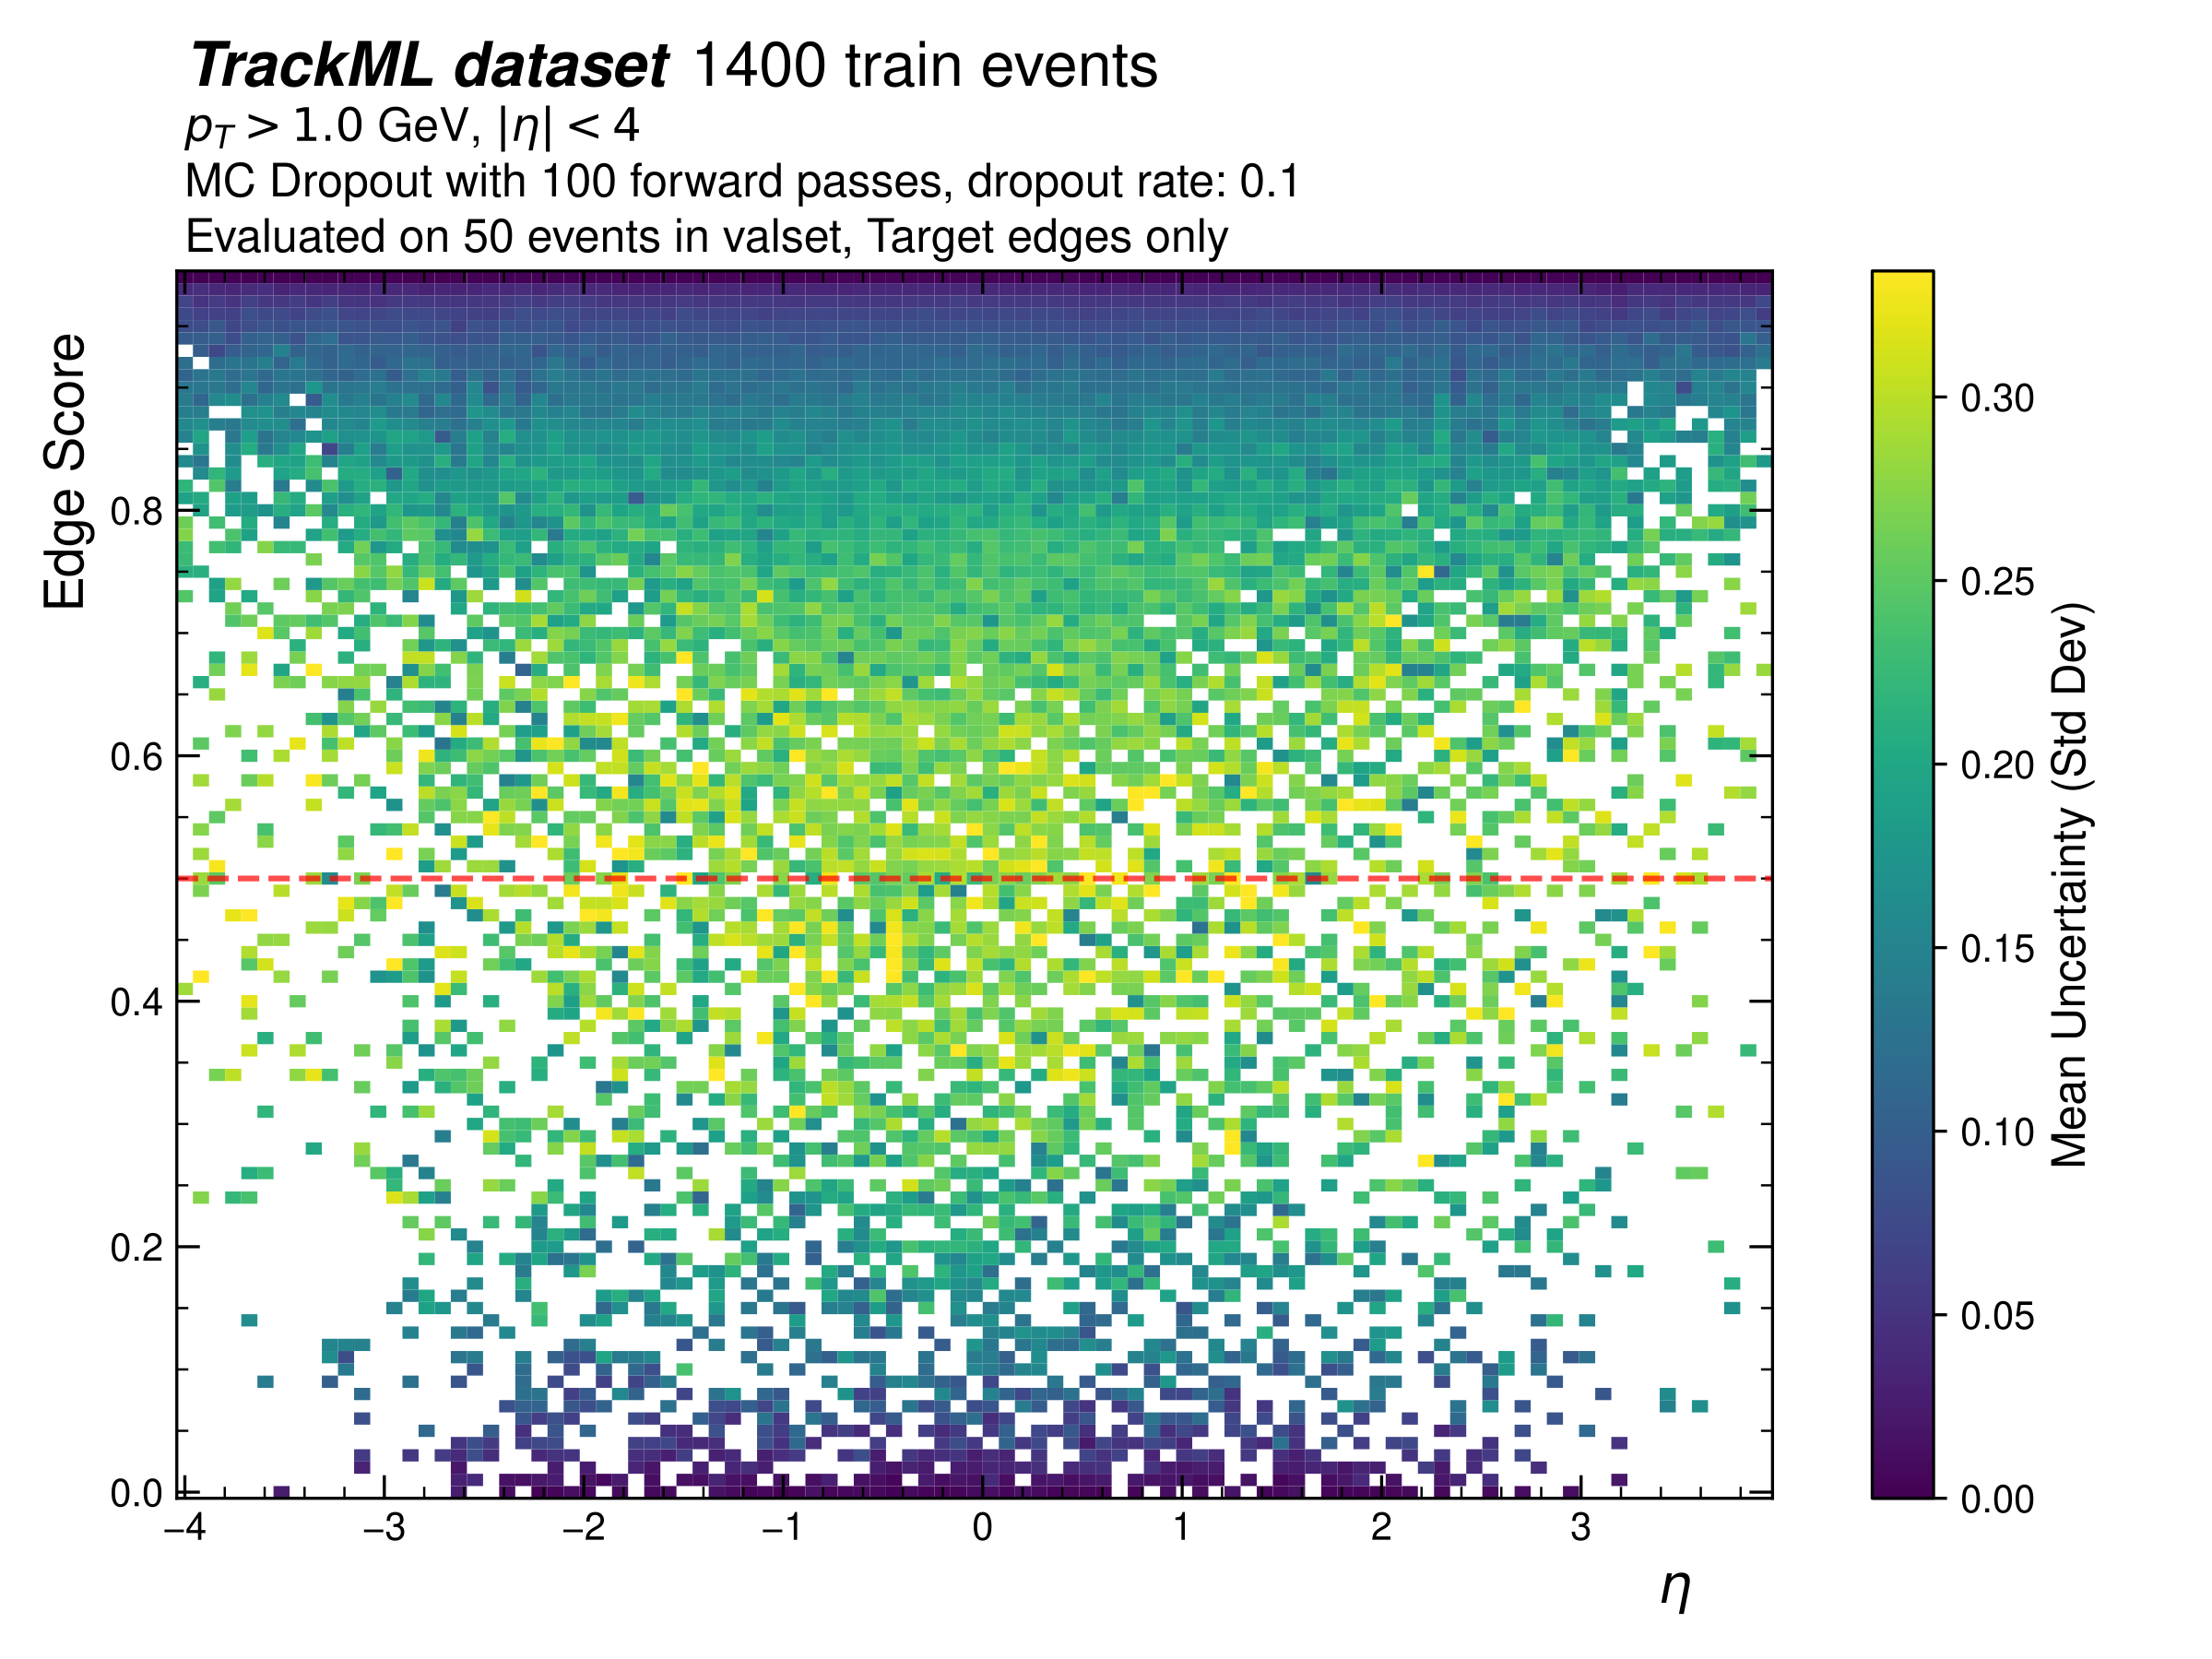 TrackML dataset 1400 train events
p_T > 1.0 GeV, |η| < 4
MC Dropout with 100 forward passes, dropout rate: 0.1
Evaluated on 50 events in valset, Target edges only
Edge Score
0.8
0.6
0.4
0.2
0.0
−4 −3 −2 −1 0 1 2 3
η
0.30
0.25
0.20
0.15
0.10
0.05
0.00
Mean Uncertainty (Std Dev)